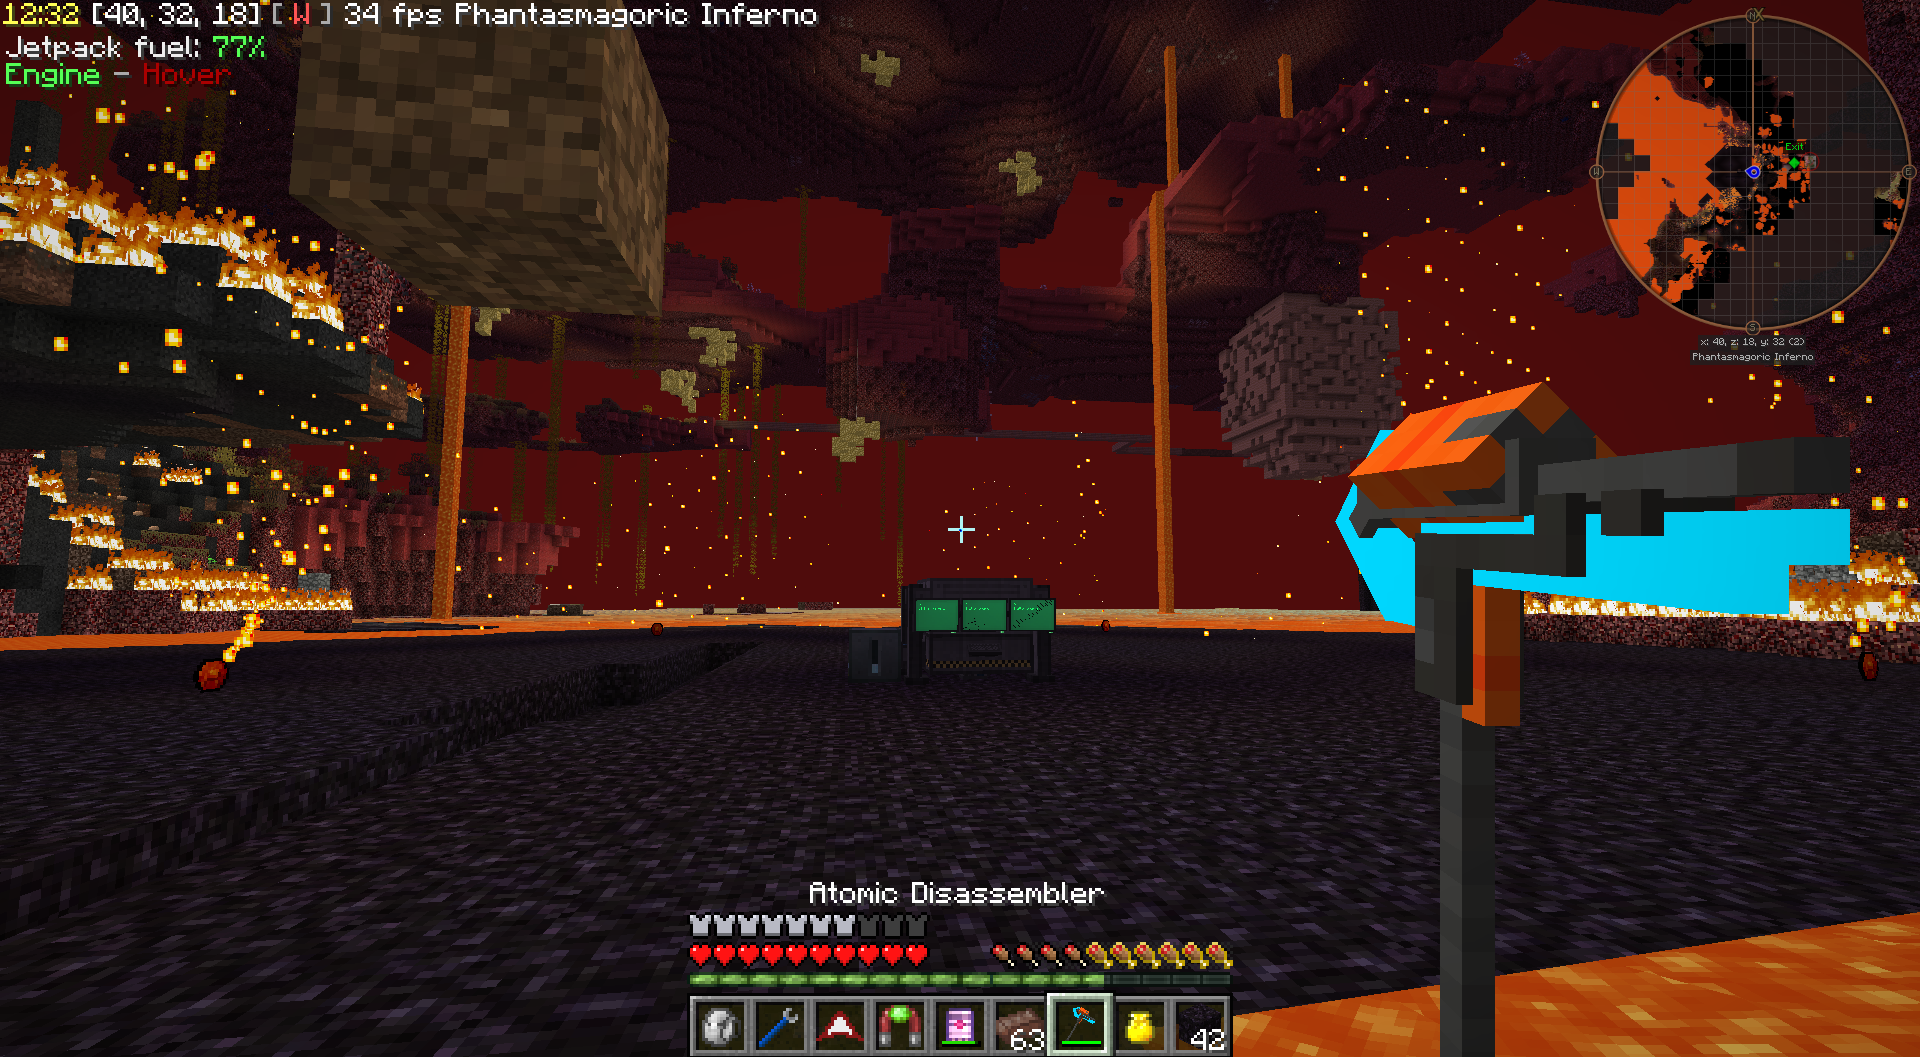 12:32 [40, 32, 18] [ W ] 34 fps Phantasmagoric Inferno
Jetpack fuel: 77%
Engine - Hover
N
Exit
W
E
S
x: 40, z: 18, y: 32 (2)
Phantasmagoric Inferno
Atomic Disassembler
63
42